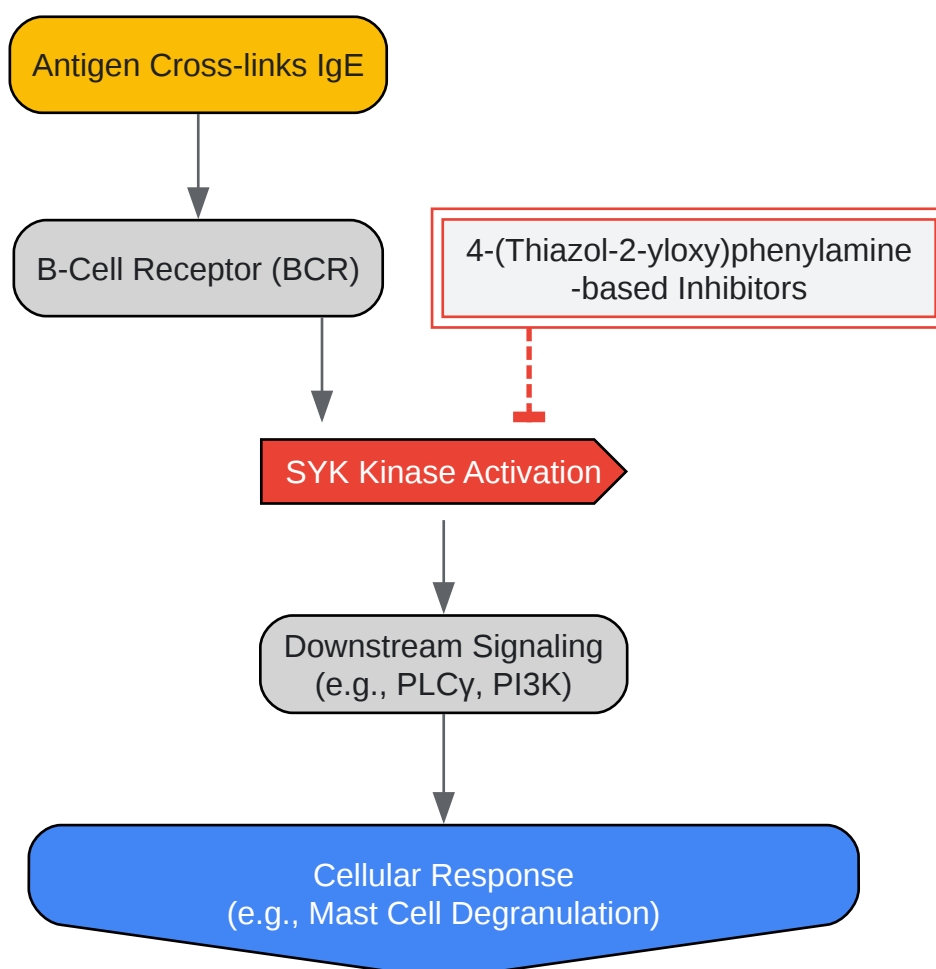 Antigen Cross-links IgE
B-Cell Receptor (BCR)
4-(Thiazol-2-yloxy)phenylamine
-based Inhibitors
SYK Kinase Activation
Downstream Signaling
(e.g., PLCγ, PI3K)
Cellular Response
(e.g., Mast Cell Degranulation)